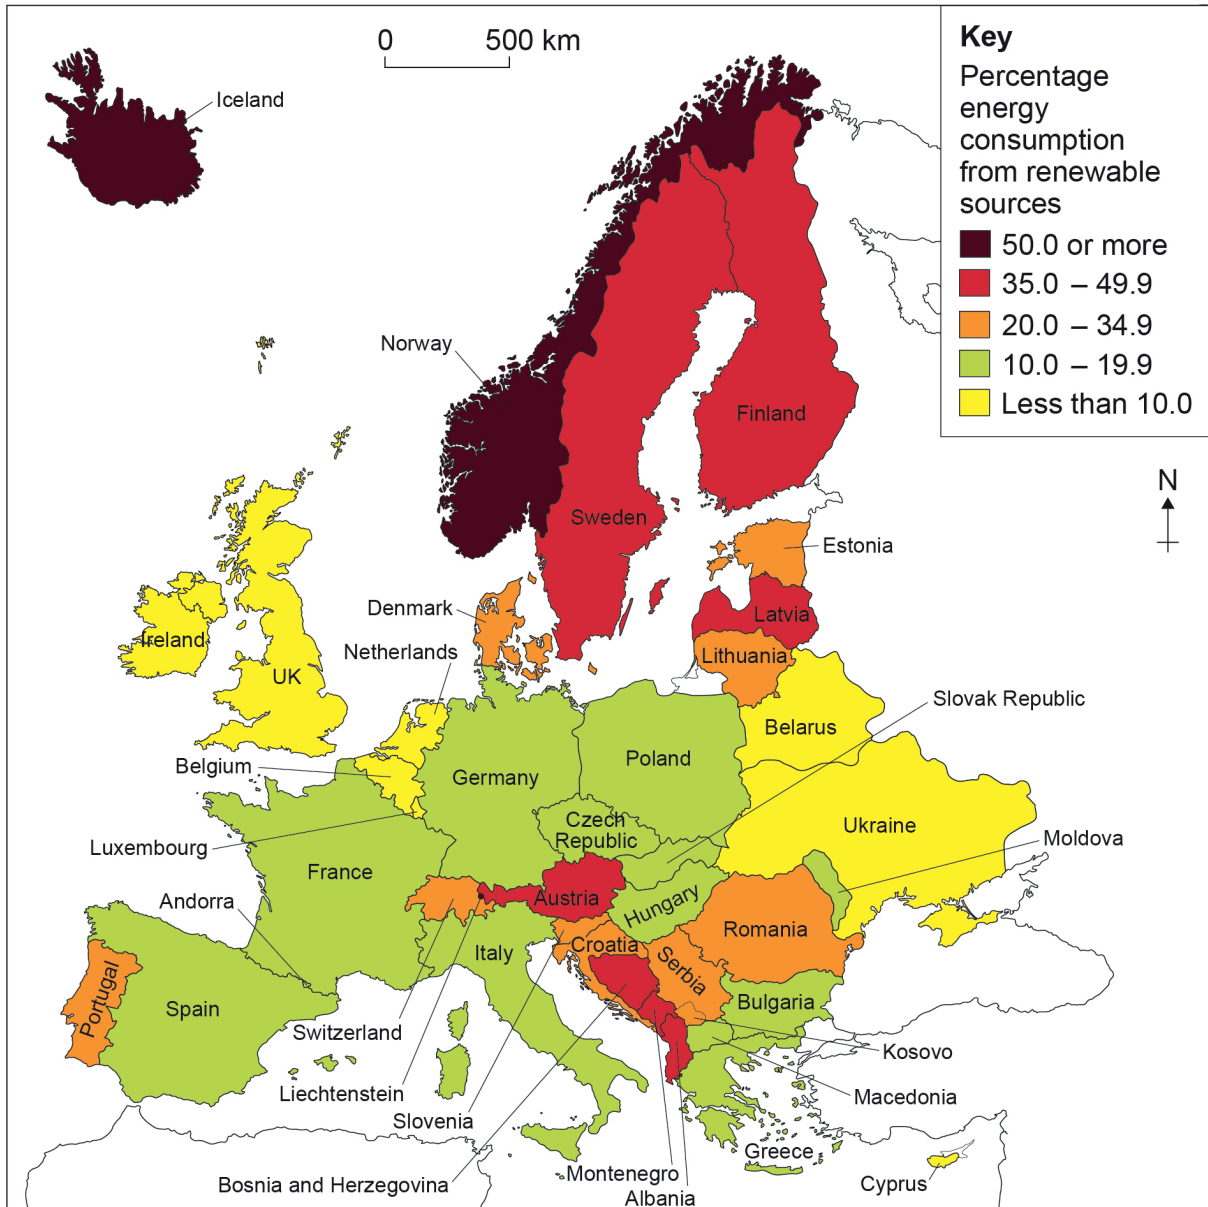 0 500 km
Key
Percentage
energy
consumption
from renewable
sources
50.0 or more
35.0 – 49.9
20.0 – 34.9
10.0 – 19.9
Less than 10.0
N
Iceland
Norway
Finland
Sweden
Estonia
Denmark
Latvia
Netherlands
Ireland
Lithuania
UK
Slovak Republic
Belarus
Belgium
Poland
Germany
Czech
Republic
Ukraine
Moldova
Luxembourg
France
Andorra
Austria
Hungary
Romania
Croatia
Italy
Serbia
Portugal
Spain
Bulgaria
Switzerland
Kosovo
Liechtenstein
Macedonia
Slovenia
Greece
Montenegro
Bosnia and Herzegovina
Albania
Cyprus